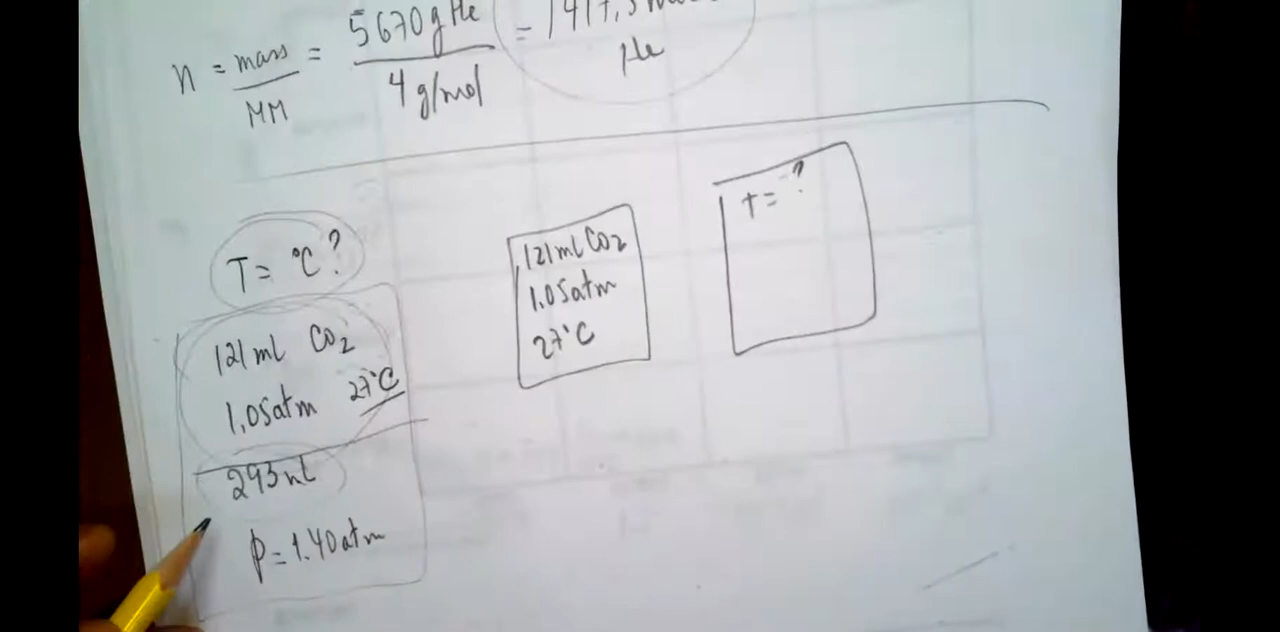 n = mass / MM = 5670 g He / 4 g/mol =
He
T = °C ?
121 ml CO2
1.05 atm 27°C
293 ml
P = 1.40 atm
121 ml CO2
1.05 atm
27°C
T = ?